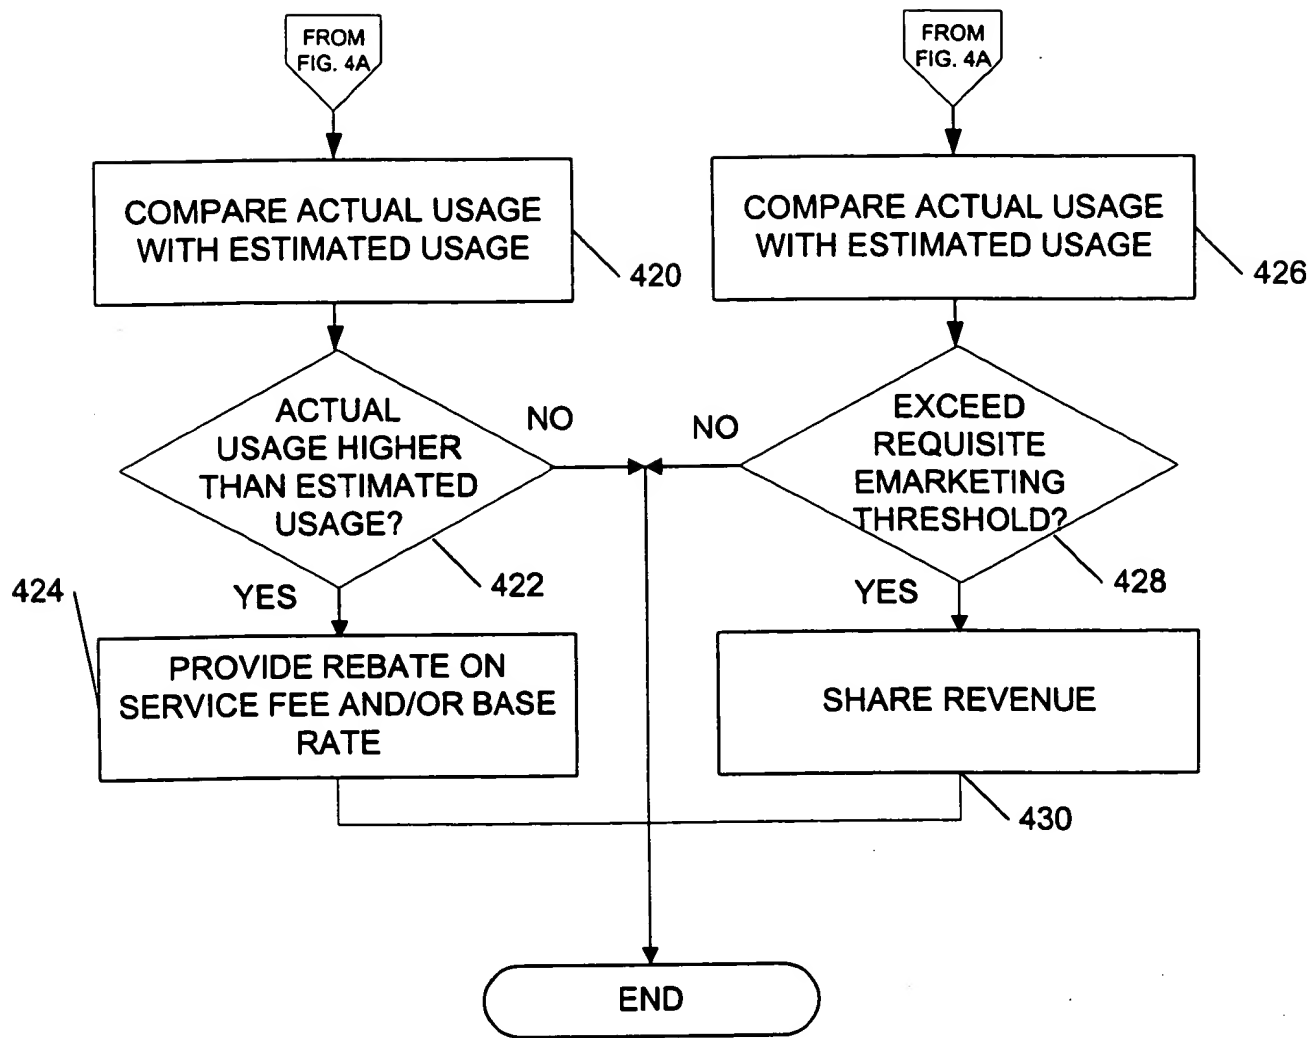 FROM
FIG. 4A
FROM
FIG. 4A
COMPARE ACTUAL USAGE
WITH ESTIMATED USAGE
420
COMPARE ACTUAL USAGE
WITH ESTIMATED USAGE
426
ACTUAL
USAGE HIGHER
THAN ESTIMATED
USAGE?
NO
422
YES
NO
EXCEED
REQUISITE
EMARKETING
THRESHOLD?
428
YES
424
PROVIDE REBATE ON
SERVICE FEE AND/OR BASE
RATE
SHARE REVENUE
430
END